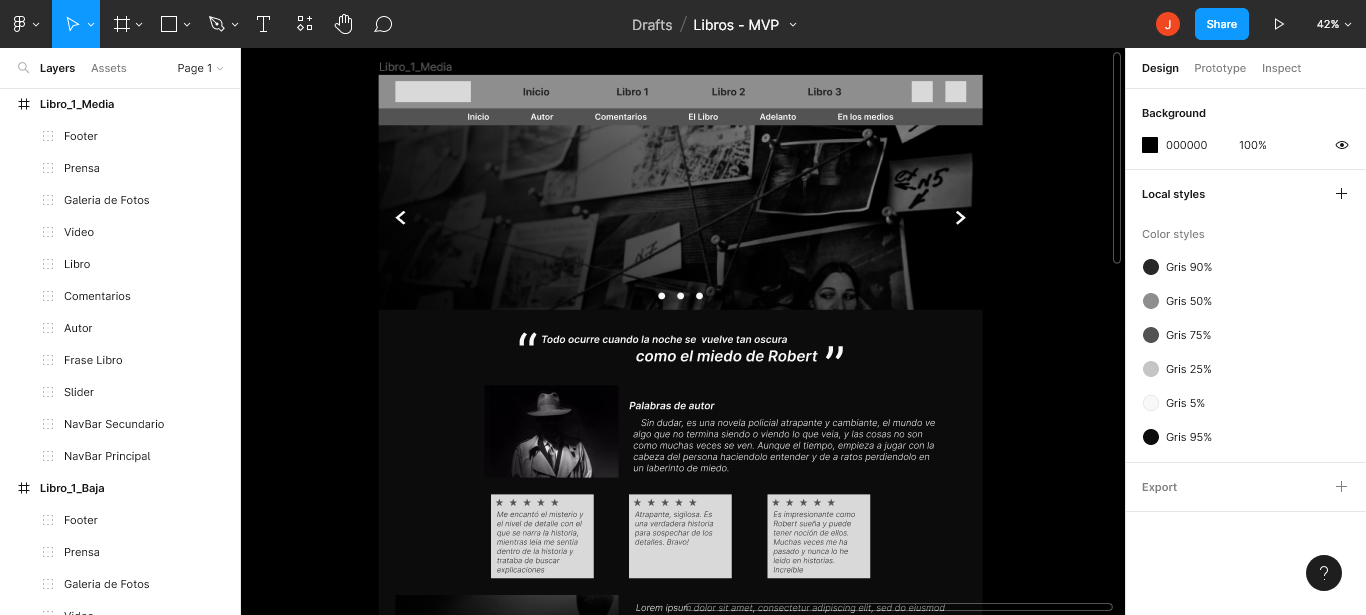 Drafts / Libros - MVP
J
Share
42%
Layers
Assets
Page 1
Libro_1_Media
Footer
Prensa
Galeria de Fotos
Video
Libro
Comentarios
Autor
Frase Libro
Slider
NavBar Secundario
NavBar Principal
Libro_1_Baja
Footer
Prensa
Galeria de Fotos
Libro_1_Media
Inicio
Libro 1
Libro 2
Libro 3
Inicio
Autor
Comentarios
El Libro
Adelanto
En los medios
“ Todo ocurre cuando la noche se vuelve tan oscura
como el miedo de Robert ”
Palabras de autor
Sin dudar, es una novela policial atrapante y cambiante, el mundo ve
algo que no termina siendo o viendo lo que veia, y las cosas no son
como muchas veces se ven. Aunque el tiempo, empieza a jugar con la
cabeza del persona haciendolo entender y de a ratos perdiendolo en
un laberinto de miedo.
Me encantó el misterio y
el nivel de detalle con el
que se narra la historia,
mientras leia me sentía
dentro de la historia y
trataba de buscar
explicaciones
Atrapante, sigilosa. Es
una verdadera historia
para sospechar de los
detalles. Bravo!
Es impresionante como
Robert sueña y puede
tener noción de ellos.
Muchas veces me ha
pasado y nunca lo he
leido en historias.
Increible
Lorem ipsum dolor sit amet, consectetur adipiscing elit, sed do eiusmod
Design
Prototype
Inspect
Background
000000
100%
Local styles
Color styles
Gris 90%
Gris 50%
Gris 75%
Gris 25%
Gris 5%
Gris 95%
Export
?